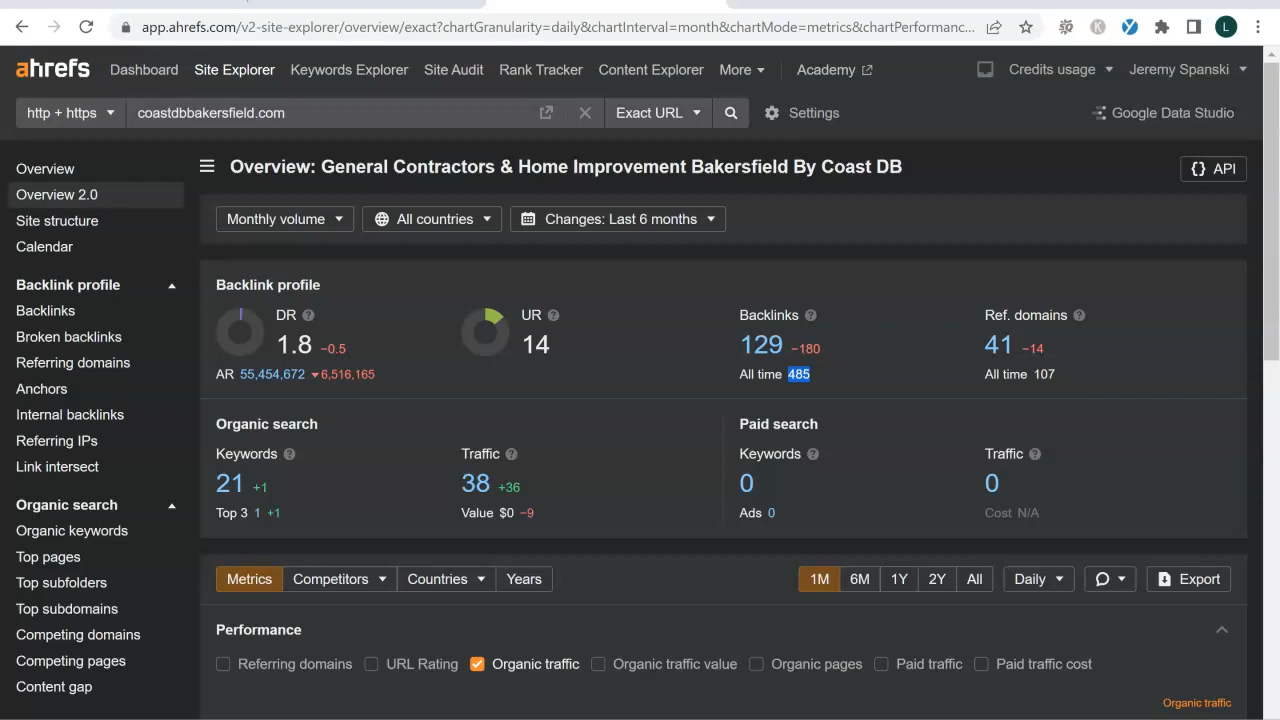 app.ahrefs.com/v2-site-explorer/overview/exact?chartGranularity=daily&chartInterval=month&chartMode=metrics&chartPerformanc...
K
L
ahrefs Dashboard Site Explorer Keywords Explorer Site Audit Rank Tracker Content Explorer More Academy Credits usage Jeremy Spanski
http + https coastdbbakersfield.com Exact URL Settings Google Data Studio
Overview
Overview 2.0
Site structure
Calendar
Backlink profile
Backlinks
Broken backlinks
Referring domains
Anchors
Internal backlinks
Referring IPs
Link intersect
Organic search
Organic keywords
Top pages
Top subfolders
Top subdomains
Competing domains
Competing pages
Content gap
Overview: General Contractors & Home Improvement Bakersfield By Coast DB
{} API
Monthly volume All countries Changes: Last 6 months
Backlink profile
DR ? UR ? Backlinks ? Ref. domains ?
1.8 −0.5 14 129 −180 41 −14
AR 55,454,672 6,516,165 All time 485 All time 107
Organic search Paid search
Keywords ? Traffic ? Keywords ? Traffic ?
21 +1 38 +36 0 0
Top 3 1 +1 Value $0 −9 Ads 0 Cost N/A
Metrics Competitors Countries Years 1M 6M 1Y 2Y All Daily Export
Performance
Referring domains URL Rating Organic traffic Organic traffic value Organic pages Paid traffic Paid traffic cost
Organic traffic